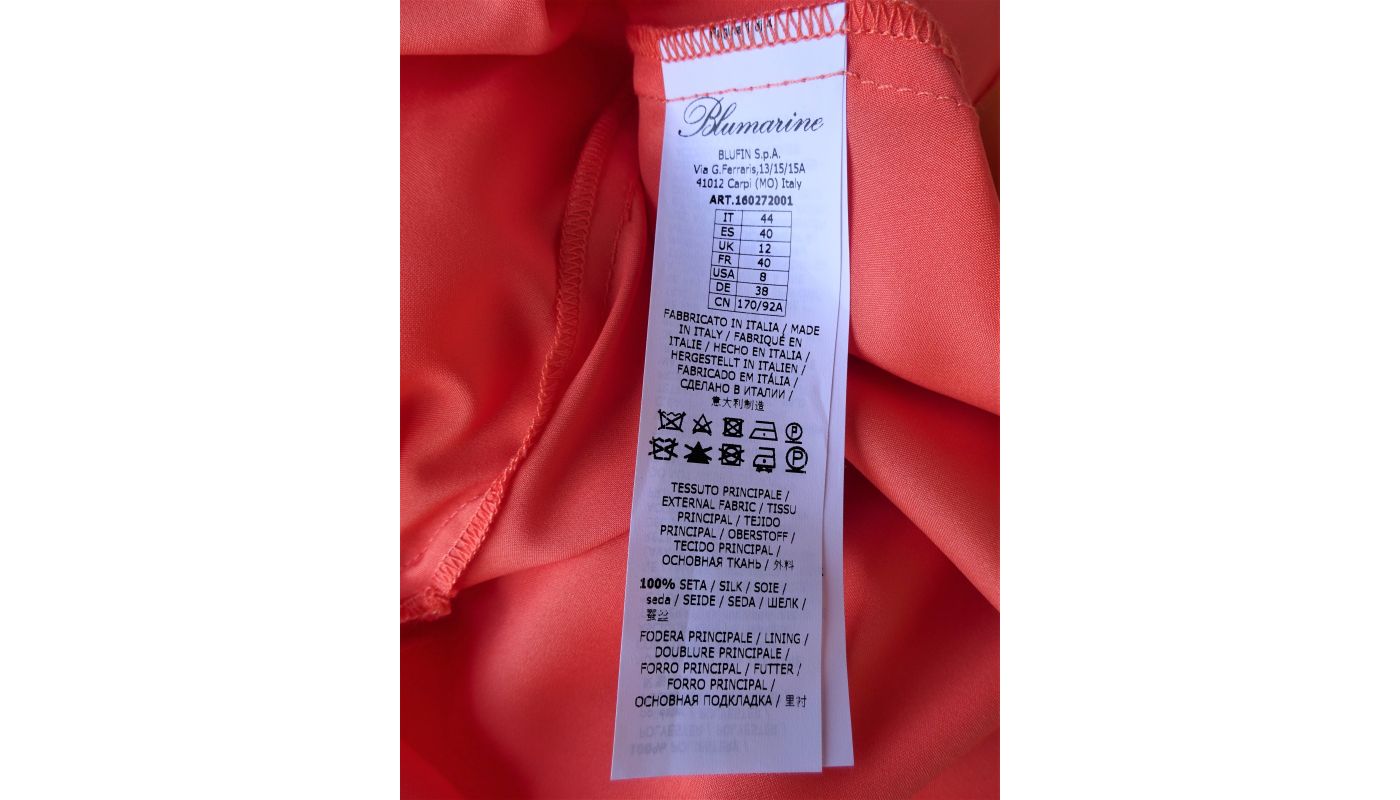 Blumarine
BLUFIN S.p.A.
Via G.Ferraris,13/15/15A
41012 Carpi (MO) Italy
ART.160272001
IT 44
ES 40
UK 12
FR 40
USA 8
DE 38
CN 170/92A
FABBRICATO IN ITALIA / MADE
IN ITALY / FABRIQUÉ EN
ITALIE / HECHO EN ITALIA /
HERGESTELLT IN ITALIEN /
FABRICADO EM ITÁLIA /
СДЕЛАНО В ИТАЛИИ /
意大利制造
P
P
TESSUTO PRINCIPALE /
EXTERNAL FABRIC / TISSU
PRINCIPAL / TEJIDO
PRINCIPAL / OBERSTOFF /
TECIDO PRINCIPAL /
ОСНОВНАЯ ТКАНЬ / 外料
100% SETA / SILK / SOIE /
seda / SEIDE / SEDA / ШЕЛК /
蚕丝
FODERA PRINCIPALE / LINING /
DOUBLURE PRINCIPALE /
FORRO PRINCIPAL / FUTTER /
FORRO PRINCIPAL /
ОСНОВНАЯ ПОДКЛАДКА / 里衬